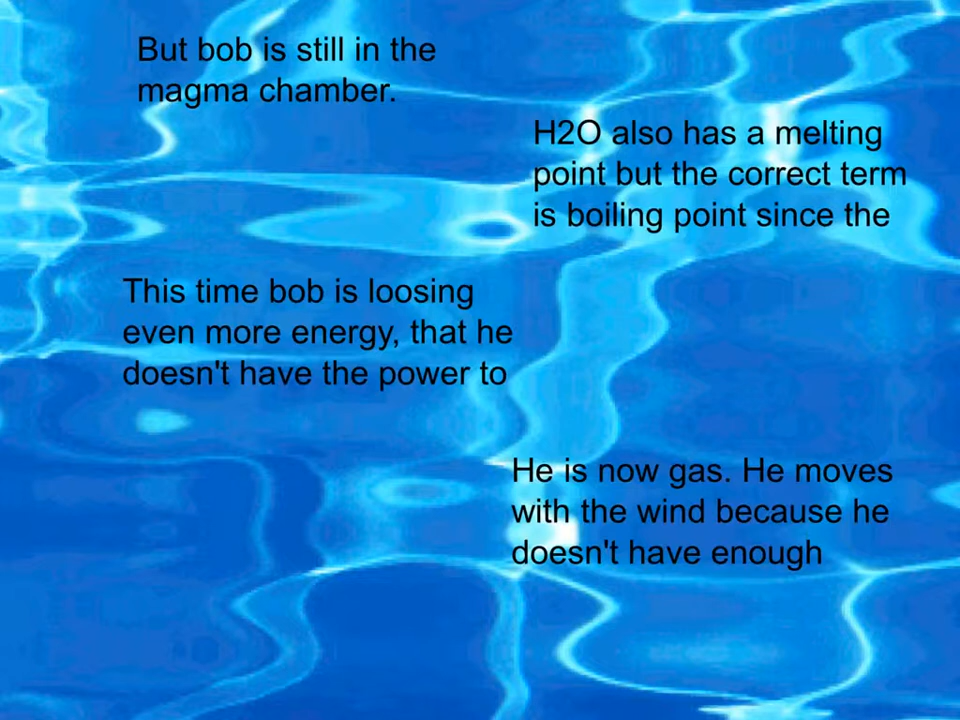 But bob is still in the
magma chamber.
H2O also has a melting
point but the correct term
is boiling point since the
This time bob is loosing
even more energy, that he
doesn't have the power to
He is now gas. He moves
with the wind because he
doesn't have enough